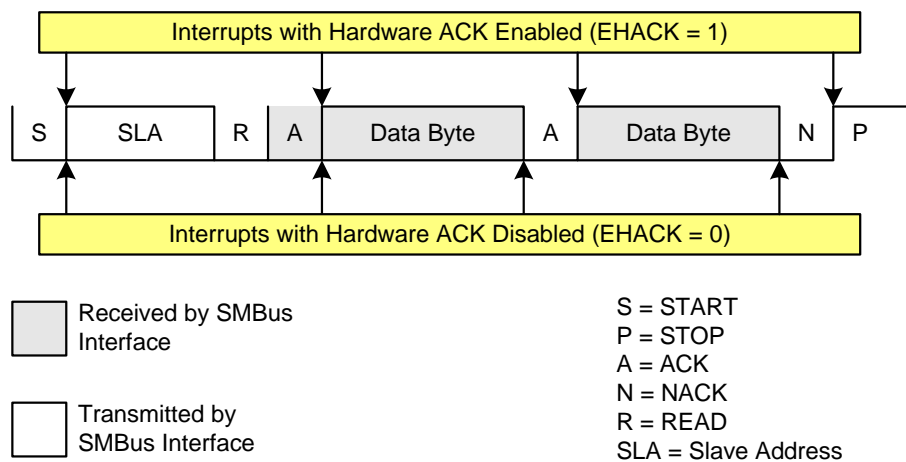 Interrupts with Hardware ACK Enabled (EHACK = 1)
S SLA R A Data Byte A Data Byte N P
Interrupts with Hardware ACK Disabled (EHACK = 0)
Received by SMBus
Interface
Transmitted by
SMBus Interface
S = START
P = STOP
A = ACK
N = NACK
R = READ
SLA = Slave Address